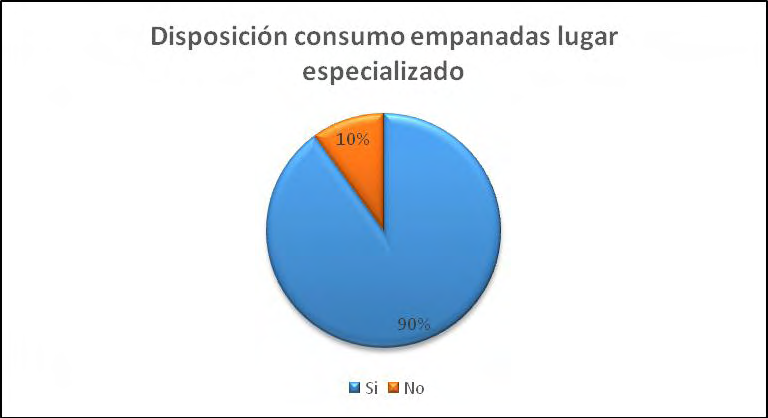 Disposición consumo empanadas lugar
especializado
10%
90%
Si No